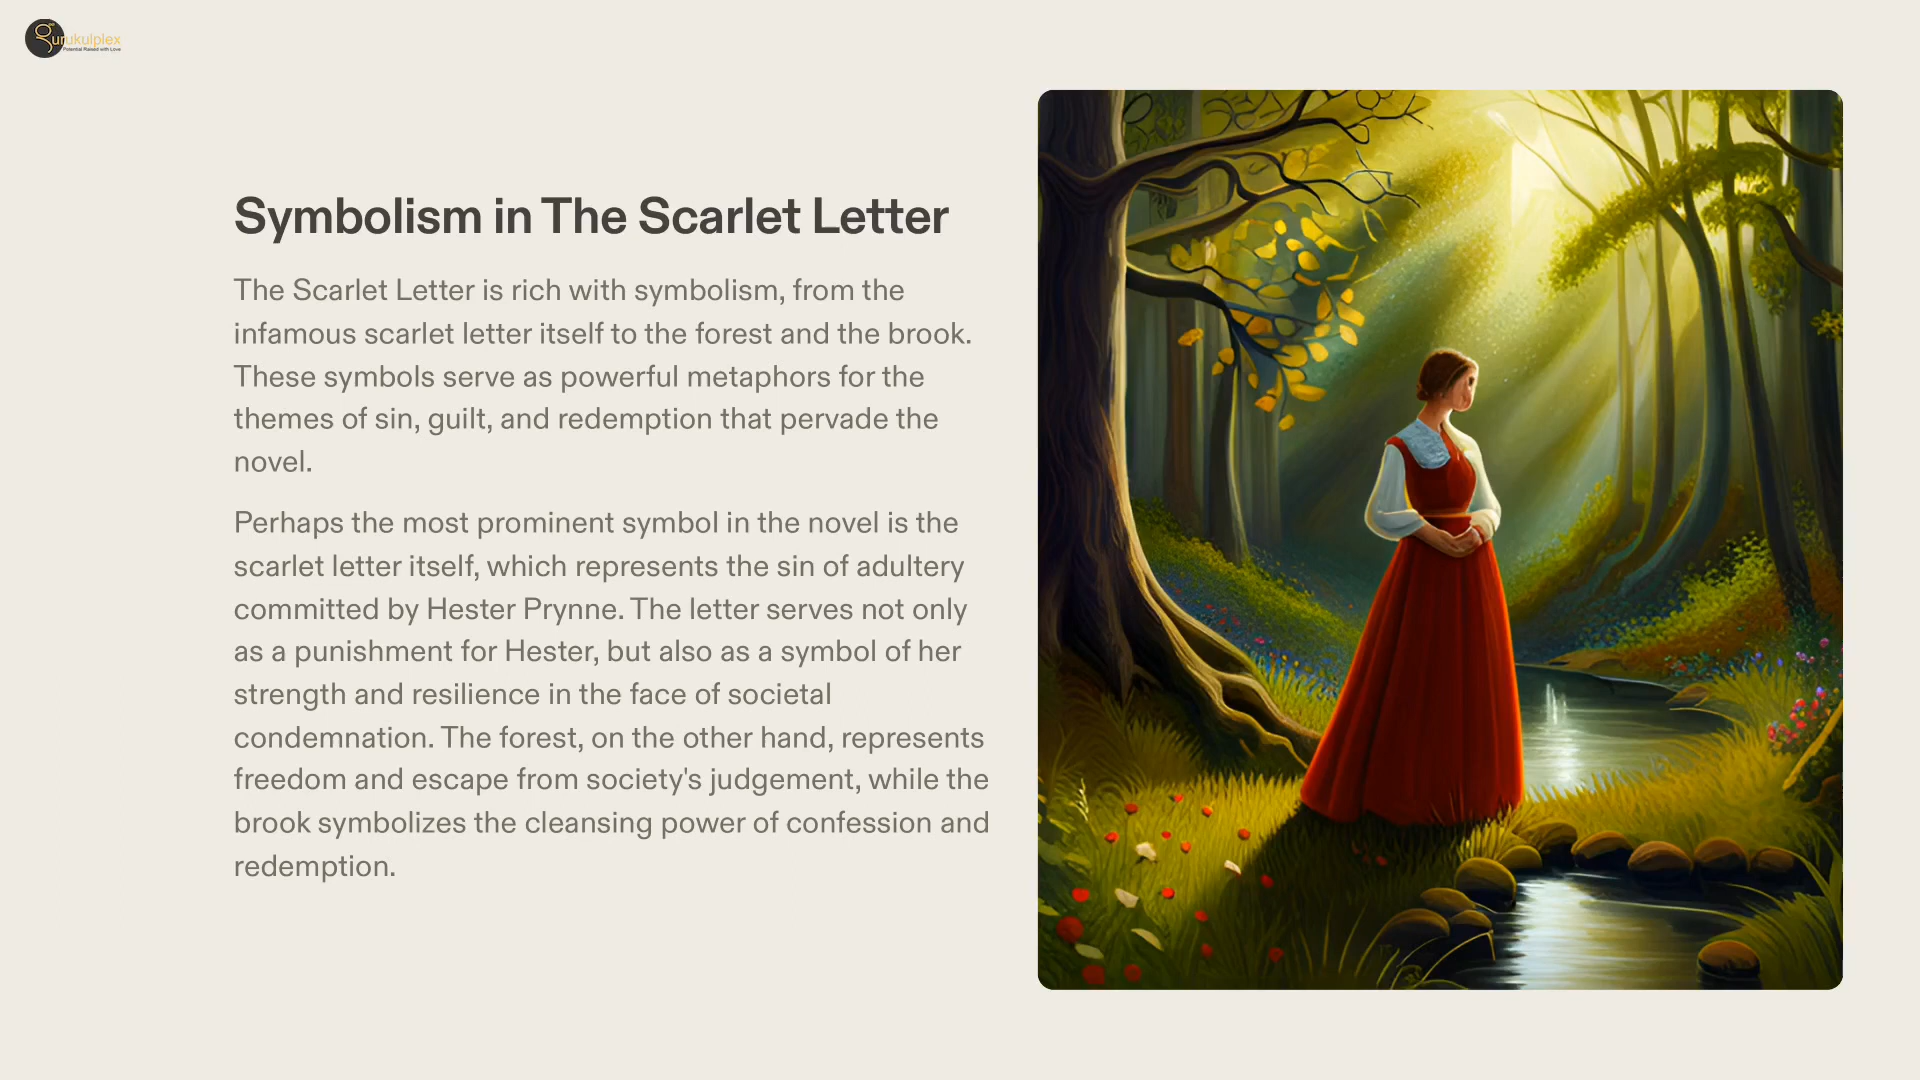 gurukulplex
Potential Raised with Love
Symbolism in The Scarlet Letter
The Scarlet Letter is rich with symbolism, from the
infamous scarlet letter itself to the forest and the brook.
These symbols serve as powerful metaphors for the
themes of sin, guilt, and redemption that pervade the
novel.
Perhaps the most prominent symbol in the novel is the
scarlet letter itself, which represents the sin of adultery
committed by Hester Prynne. The letter serves not only
as a punishment for Hester, but also as a symbol of her
strength and resilience in the face of societal
condemnation. The forest, on the other hand, represents
freedom and escape from society's judgement, while the
brook symbolizes the cleansing power of confession and
redemption.